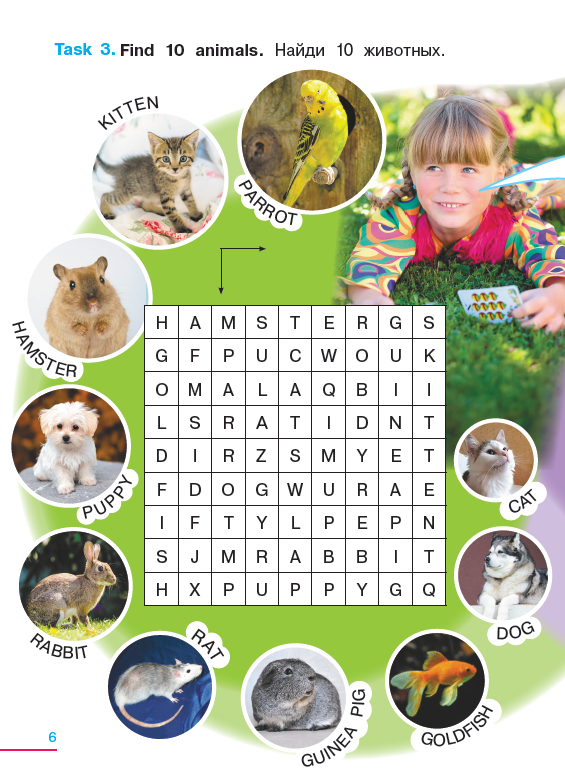 Task 3. Find 10 animals. Найди 10 животных.
KITTEN
PARROT
HAMSTER
H A M S T E R G S
G F P U C W O U K
O M A L A Q B I I
L S R A T I D N T
D I R Z S M Y E T
F D O G W U R A E
I F T Y L P E P N
S J M R A B B I T
H X P U P P Y G Q
PUPPY
CAT
RABBIT
DOG
RAT
GUINEA PIG
GOLDFISH
6